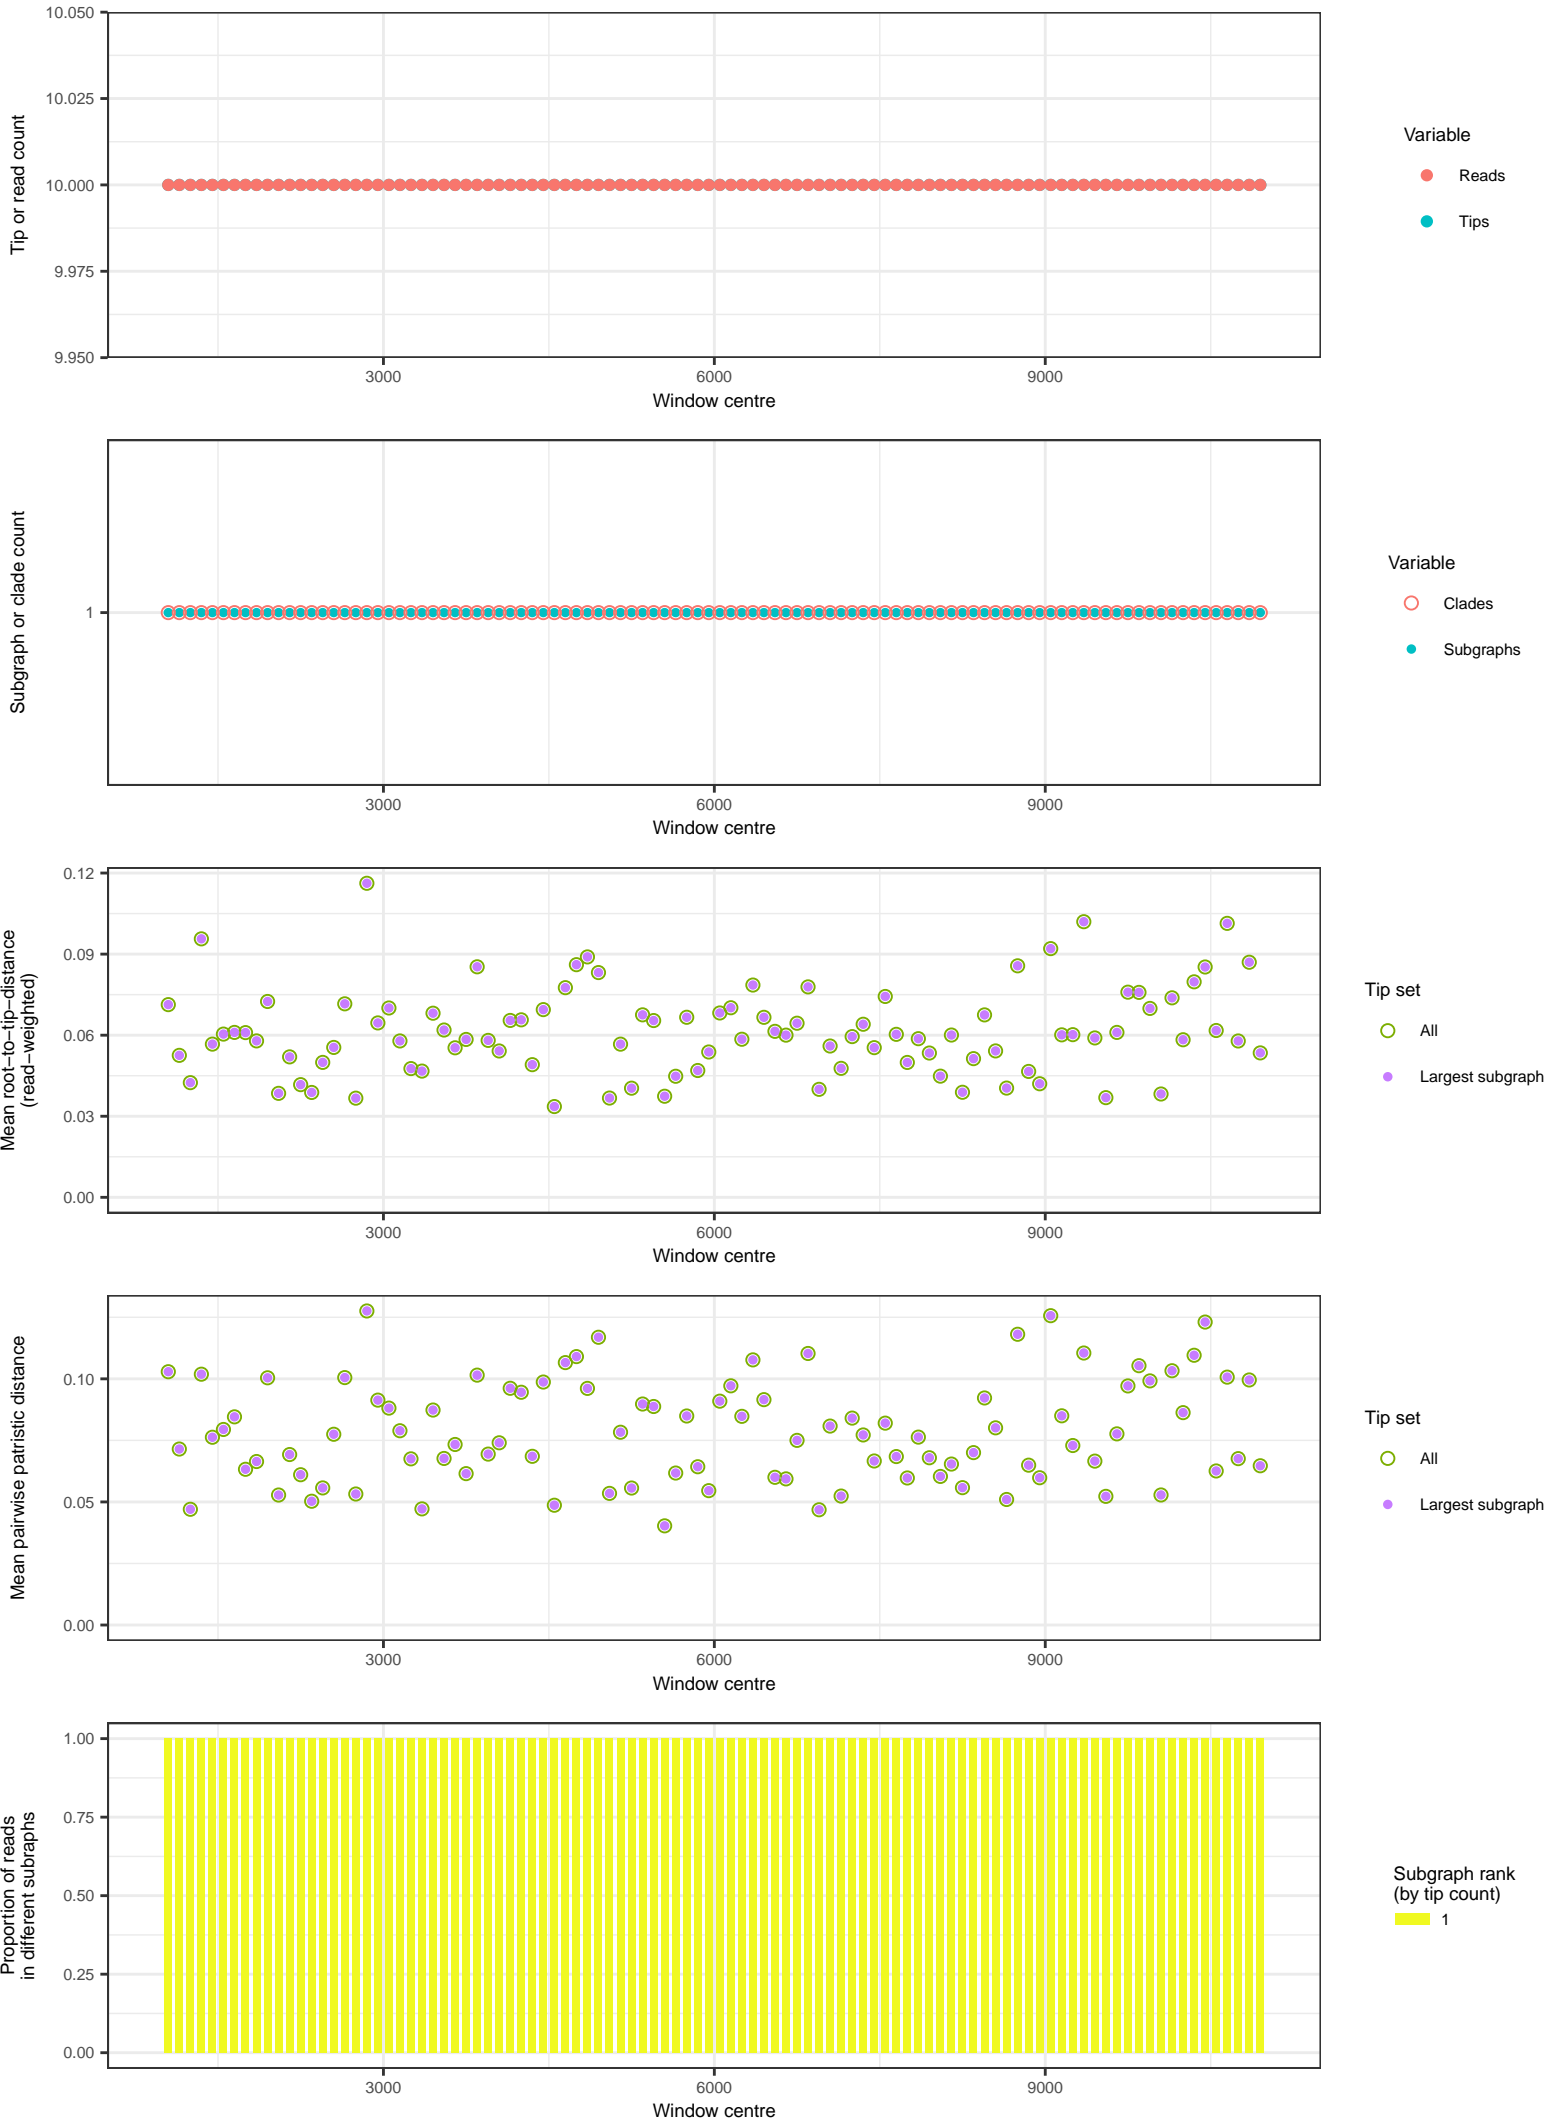 10.050
10.025
10.000
9.975
9.950
Tip or read count
3000 6000 9000
Window centre
Variable
Reads
Tips
1
Subgraph or clade count
3000 6000 9000
Window centre
Variable
Clades
Subgraphs
0.12
0.09
0.06
0.03
0.00
Mean root−to−tip−distance
(read−weighted)
3000 6000 9000
Window centre
Tip set
All
Largest subgraph
0.10
0.05
0.00
Mean pairwise patristic distance
3000 6000 9000
Window centre
Tip set
All
Largest subgraph
1.00
0.75
0.50
0.25
0.00
Proportion of reads
in different subraphs
3000 6000 9000
Window centre
Subgraph rank
(by tip count)
1